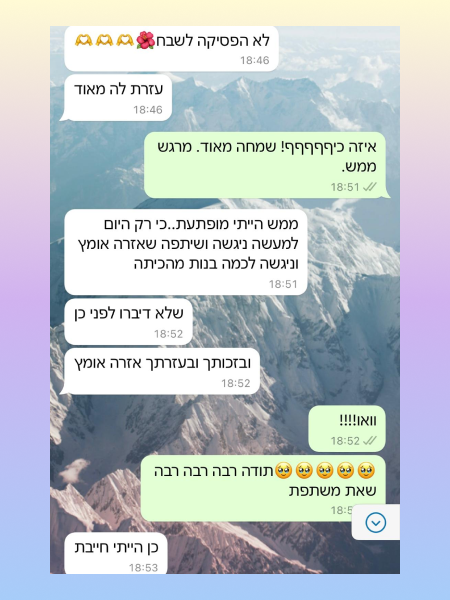 לא הפסיקה לשבח🌺🫶🫶🫶
18:46
עזרת לה מאוד
18:46
איזה כיףףףףף! שמחה מאוד. מרגש
ממש.
18:51
ממש הייתי מופתעת..כי רק היום
למעשה ניגשה ושיתפה שאזרה אומץ
וניגשה לכמה בנות מהכיתה
18:51
שלא דיברו לפני כן
18:52
ובזכותך ובעזרתך אזרה אומץ
18:52
וואו!!!!
18:52
🥹🥹🥹🥹🥹תודה רבה רבה רבה
שאת משתפת
כן הייתי חייבת
18:53